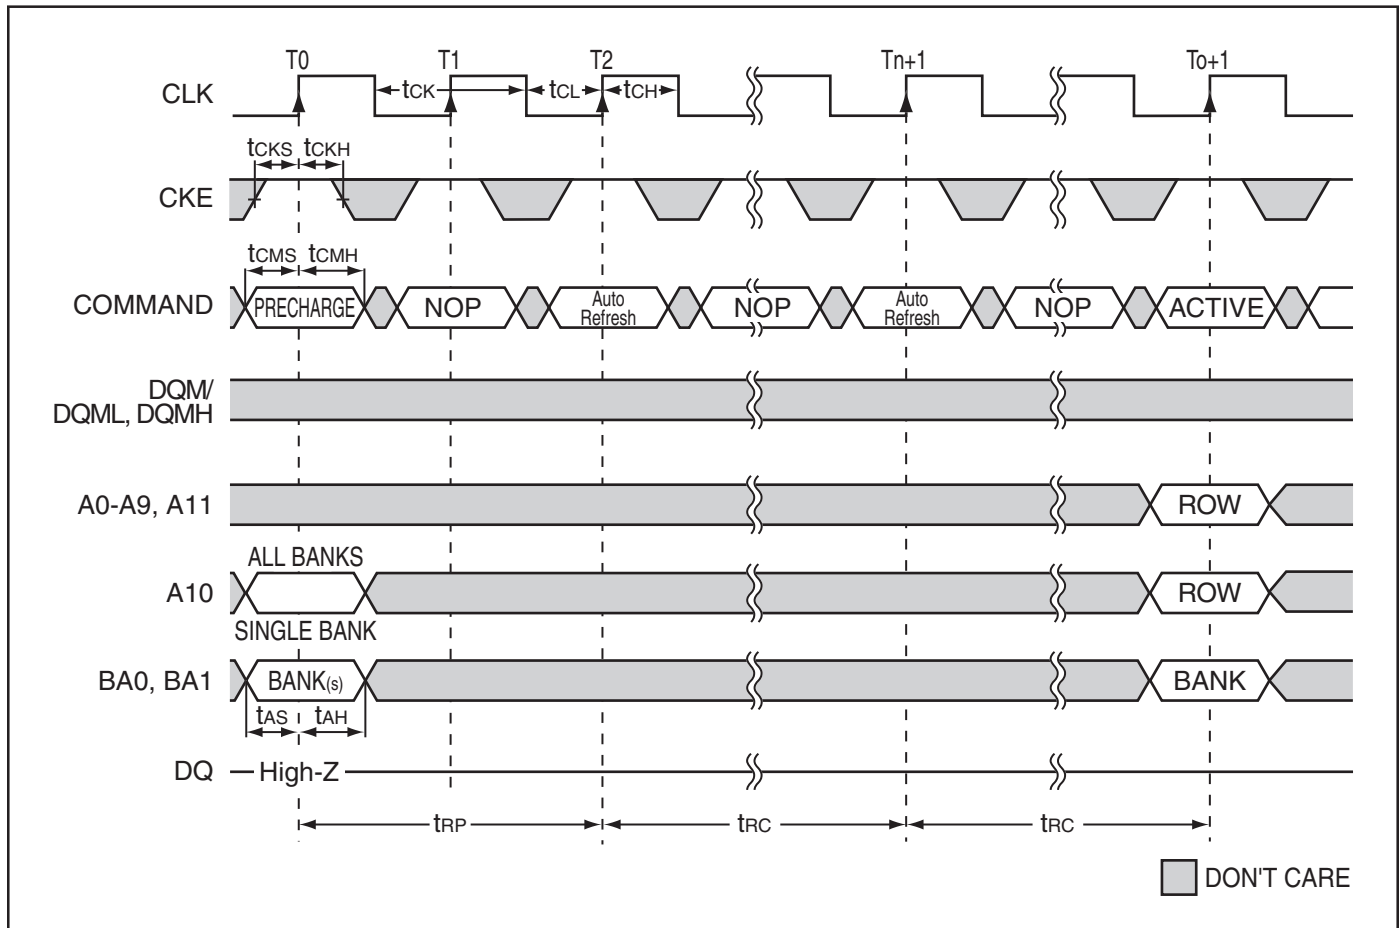 T0 T1 T2 Tn+1 To+1
CLK tCK tCL tCH
tCKS tCKH
CKE
tCMS tCMH
COMMAND PRECHARGE NOP Auto Refresh NOP Auto Refresh NOP ACTIVE
DQM/
DQML, DQMH
A0-A9, A11 ROW
ALL BANKS
A10 ROW
SINGLE BANK
BA0, BA1 BANK(s) BANK
tAS tAH
DQ High-Z
tRP tRC tRC
DON'T CARE